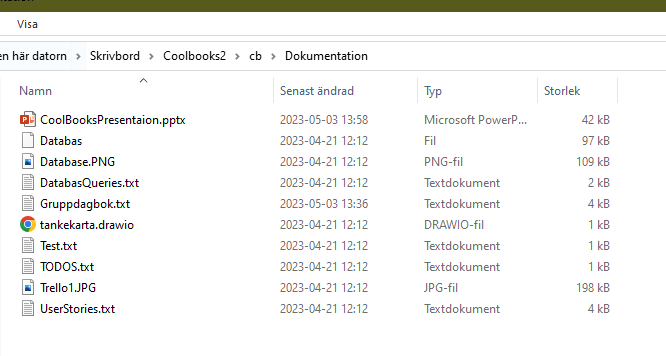 Visa
en här datorn > Skrivbord > Coolbooks2 > cb > Dokumentation
Namn Senast ändrad Typ Storlek
CoolBooksPresentaion.pptx 2023-05-03 13:58 Microsoft PowerP... 42 kB
Databas 2023-04-21 12:12 Fil 97 kB
Database.PNG 2023-04-21 12:12 PNG-fil 109 kB
DatabasQueries.txt 2023-04-21 12:12 Textdokument 2 kB
Gruppdagbok.txt 2023-05-03 13:36 Textdokument 4 kB
tankekarta.drawio 2023-04-21 12:12 DRAWIO-fil 1 kB
Test.txt 2023-04-21 12:12 Textdokument 1 kB
TODOS.txt 2023-04-21 12:12 Textdokument 1 kB
Trello1.JPG 2023-04-21 12:12 JPG-fil 198 kB
UserStories.txt 2023-04-21 12:12 Textdokument 4 kB